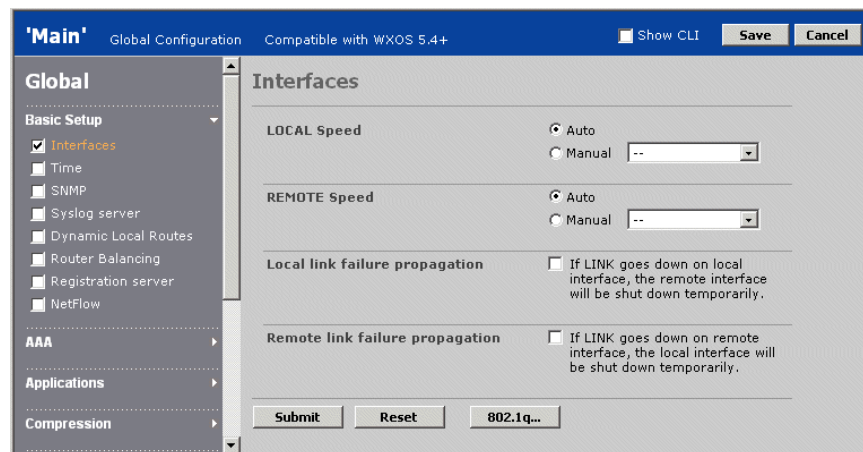 'Main' Global Configuration Compatible with WXOS 5.4+ Show CLI Save Cancel
Global
Basic Setup
Interfaces
Time
SNMP
Syslog server
Dynamic Local Routes
Router Balancing
Registration server
NetFlow
AAA
Applications
Compression
Interfaces
LOCAL Speed
Auto
Manual --
REMOTE Speed
Auto
Manual --
Local link failure propagation
If LINK goes down on local
interface, the remote interface
will be shut down temporarily.
Remote link failure propagation
If LINK goes down on remote
interface, the local interface will
be shut down temporarily.
Submit Reset 802.1q...